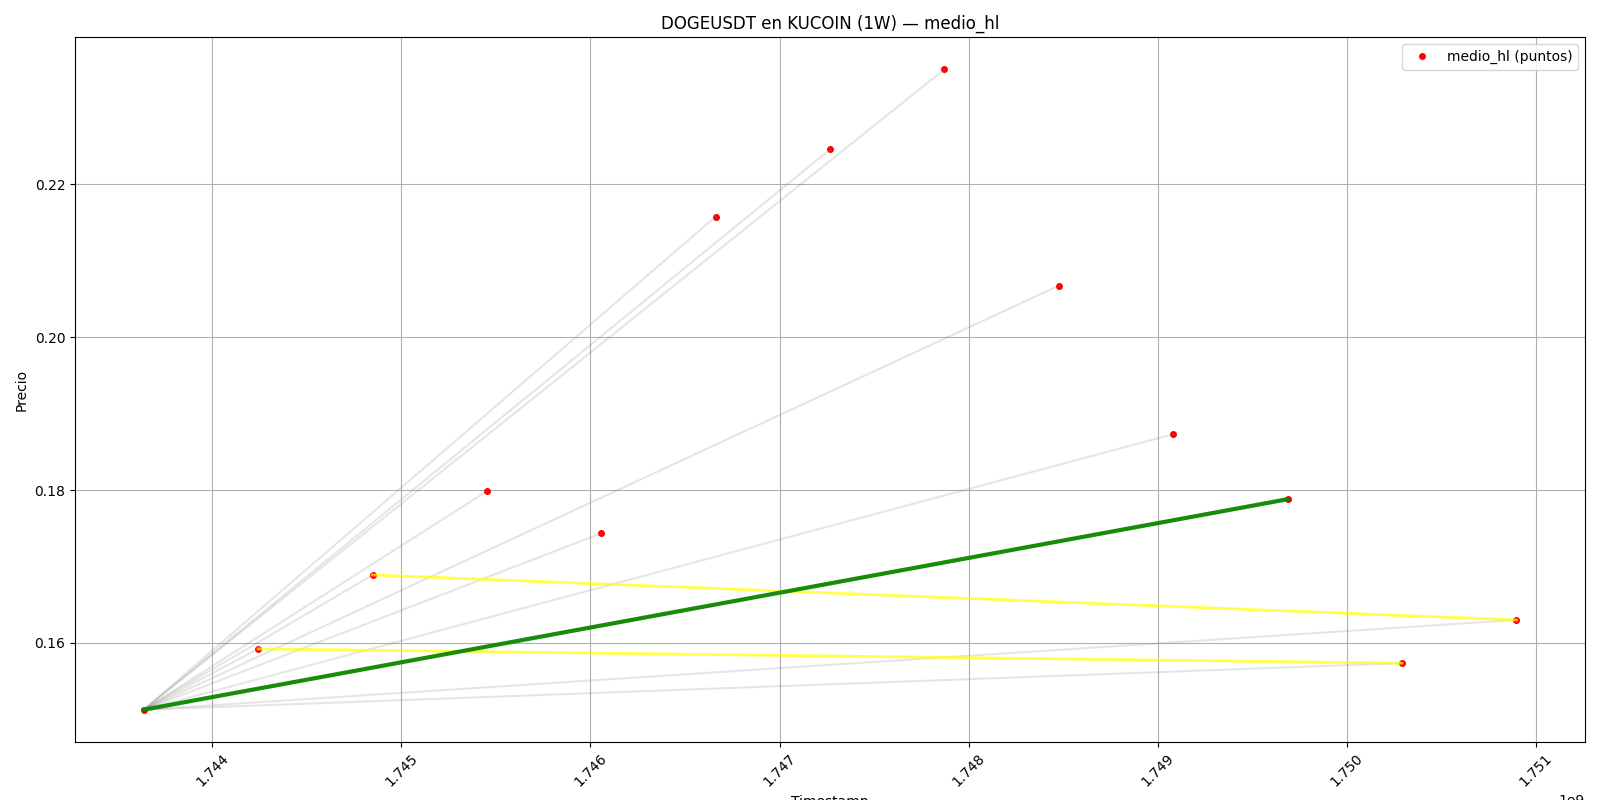 DOGEUSDT en KUCOIN (1W) — medio_hl
medio_hl (puntos)
Precio
0.22
0.20
0.18
0.16
1.744
1.745
1.746
1.747
1.748
1.749
1.750
1.751
Timestamp
1e9